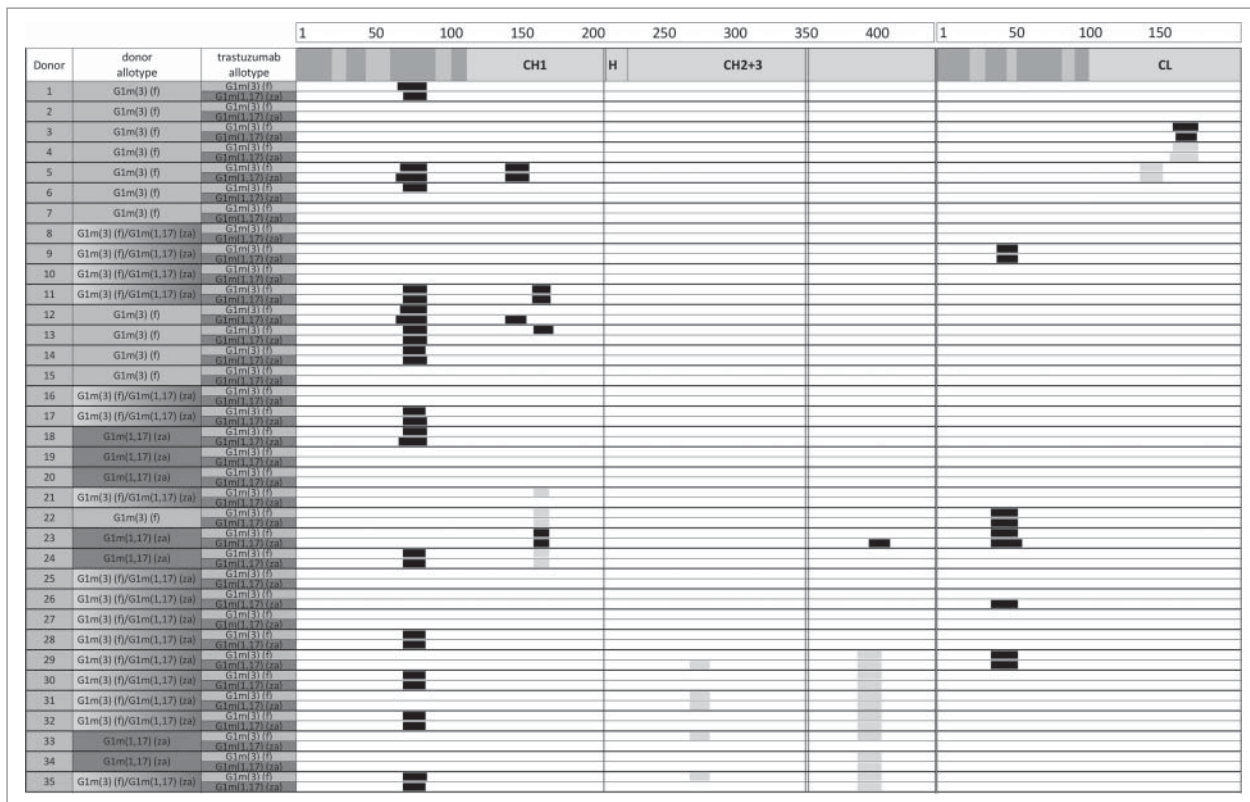 1 50 100 150 200 250 300 350 400 1 50 100 150
Donor donor allotype trastuzumab allotype CH1 H CH2+3 CL
1 G1m(3) (f) G1m(3) (f)
G1m(1,17) (za)
2 G1m(3) (f) G1m(3) (f)
G1m(1,17) (za)
3 G1m(3) (f) G1m(3) (f)
G1m(1,17) (za)
4 G1m(3) (f) G1m(3) (f)
G1m(1,17) (za)
5 G1m(3) (f) G1m(3) (f)
G1m(1,17) (za)
6 G1m(3) (f) G1m(3) (f)
G1m(1,17) (za)
7 G1m(3) (f) G1m(3) (f)
G1m(1,17) (za)
8 G1m(3) (f)/G1m(1,17) (za) G1m(3) (f)
G1m(1,17) (za)
9 G1m(3) (f)/G1m(1,17) (za) G1m(3) (f)
G1m(1,17) (za)
10 G1m(3) (f)/G1m(1,17) (za) G1m(3) (f)
G1m(1,17) (za)
11 G1m(3) (f)/G1m(1,17) (za) G1m(3) (f)
G1m(1,17) (za)
12 G1m(3) (f) G1m(3) (f)
G1m(1,17) (za)
13 G1m(3) (f) G1m(3) (f)
G1m(1,17) (za)
14 G1m(3) (f) G1m(3) (f)
G1m(1,17) (za)
15 G1m(3) (f) G1m(3) (f)
G1m(1,17) (za)
16 G1m(3) (f)/G1m(1,17) (za) G1m(3) (f)
G1m(1,17) (za)
17 G1m(3) (f)/G1m(1,17) (za) G1m(3) (f)
G1m(1,17) (za)
18 G1m(1,17) (za) G1m(3) (f)
G1m(1,17) (za)
19 G1m(1,17) (za) G1m(3) (f)
G1m(1,17) (za)
20 G1m(1,17) (za) G1m(3) (f)
G1m(1,17) (za)
21 G1m(3) (f)/G1m(1,17) (za) G1m(3) (f)
G1m(1,17) (za)
22 G1m(3) (f) G1m(3) (f)
G1m(1,17) (za)
23 G1m(1,17) (za) G1m(3) (f)
G1m(1,17) (za)
24 G1m(1,17) (za) G1m(3) (f)
G1m(1,17) (za)
25 G1m(3) (f)/G1m(1,17) (za) G1m(3) (f)
G1m(1,17) (za)
26 G1m(3) (f)/G1m(1,17) (za) G1m(3) (f)
G1m(1,17) (za)
27 G1m(3) (f)/G1m(1,17) (za) G1m(3) (f)
G1m(1,17) (za)
28 G1m(3) (f)/G1m(1,17) (za) G1m(3) (f)
G1m(1,17) (za)
29 G1m(3) (f)/G1m(1,17) (za) G1m(3) (f)
G1m(1,17) (za)
30 G1m(3) (f)/G1m(1,17) (za) G1m(3) (f)
G1m(1,17) (za)
31 G1m(3) (f)/G1m(1,17) (za) G1m(3) (f)
G1m(1,17) (za)
32 G1m(3) (f)/G1m(1,17) (za) G1m(3) (f)
G1m(1,17) (za)
33 G1m(1,17) (za) G1m(3) (f)
G1m(1,17) (za)
34 G1m(1,17) (za) G1m(3) (f)
G1m(1,17) (za)
35 G1m(3) (f)/G1m(1,17) (za) G1m(3) (f)
G1m(1,17) (za)